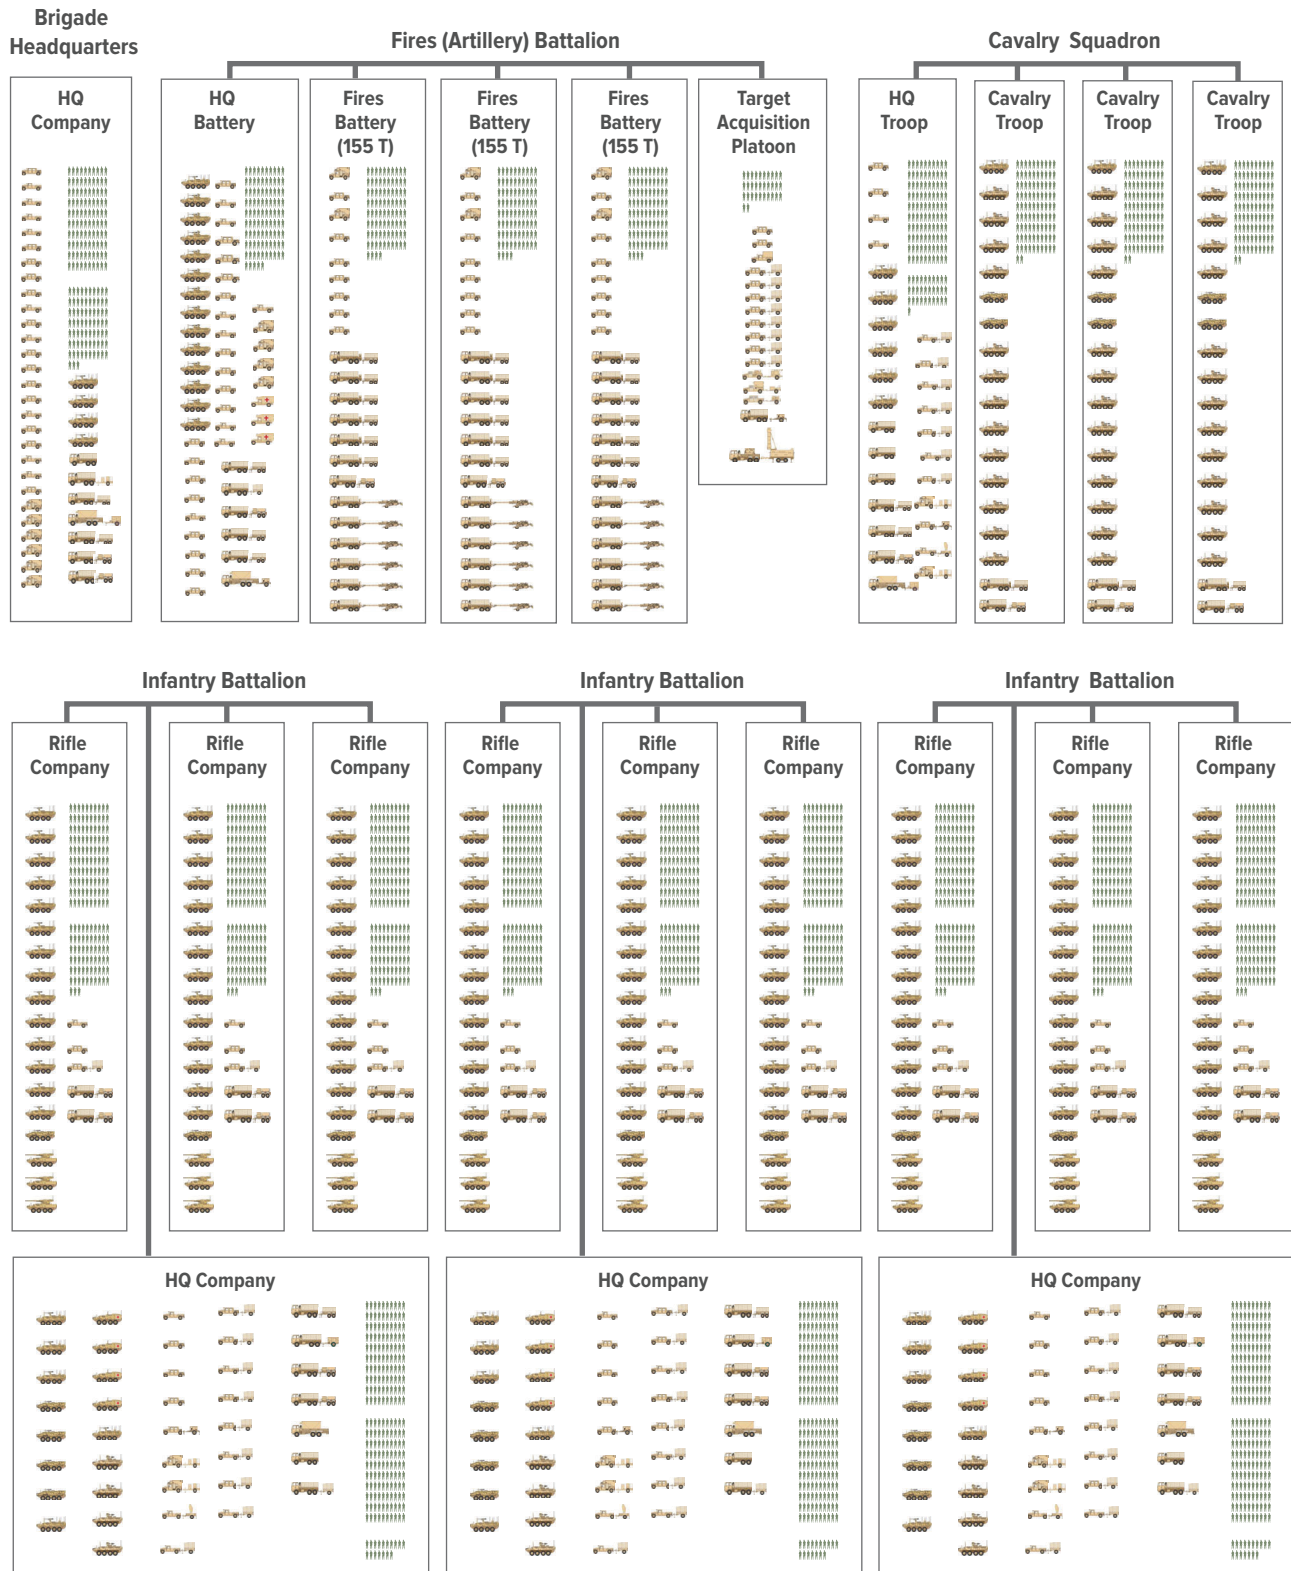 Brigade
Headquarters
Fires (Artillery) Battalion
Cavalry Squadron
HQ
Company
HQ
Battery
Fires
Battery
(155 T)
Fires
Battery
(155 T)
Fires
Battery
(155 T)
Target
Acquisition
Platoon
HQ
Troop
Cavalry
Troop
Cavalry
Troop
Cavalry
Troop
Infantry Battalion
Infantry Battalion
Infantry Battalion
Rifle
Company
Rifle
Company
Rifle
Company
Rifle
Company
Rifle
Company
Rifle
Company
Rifle
Company
Rifle
Company
Rifle
Company
HQ Company
HQ Company
HQ Company